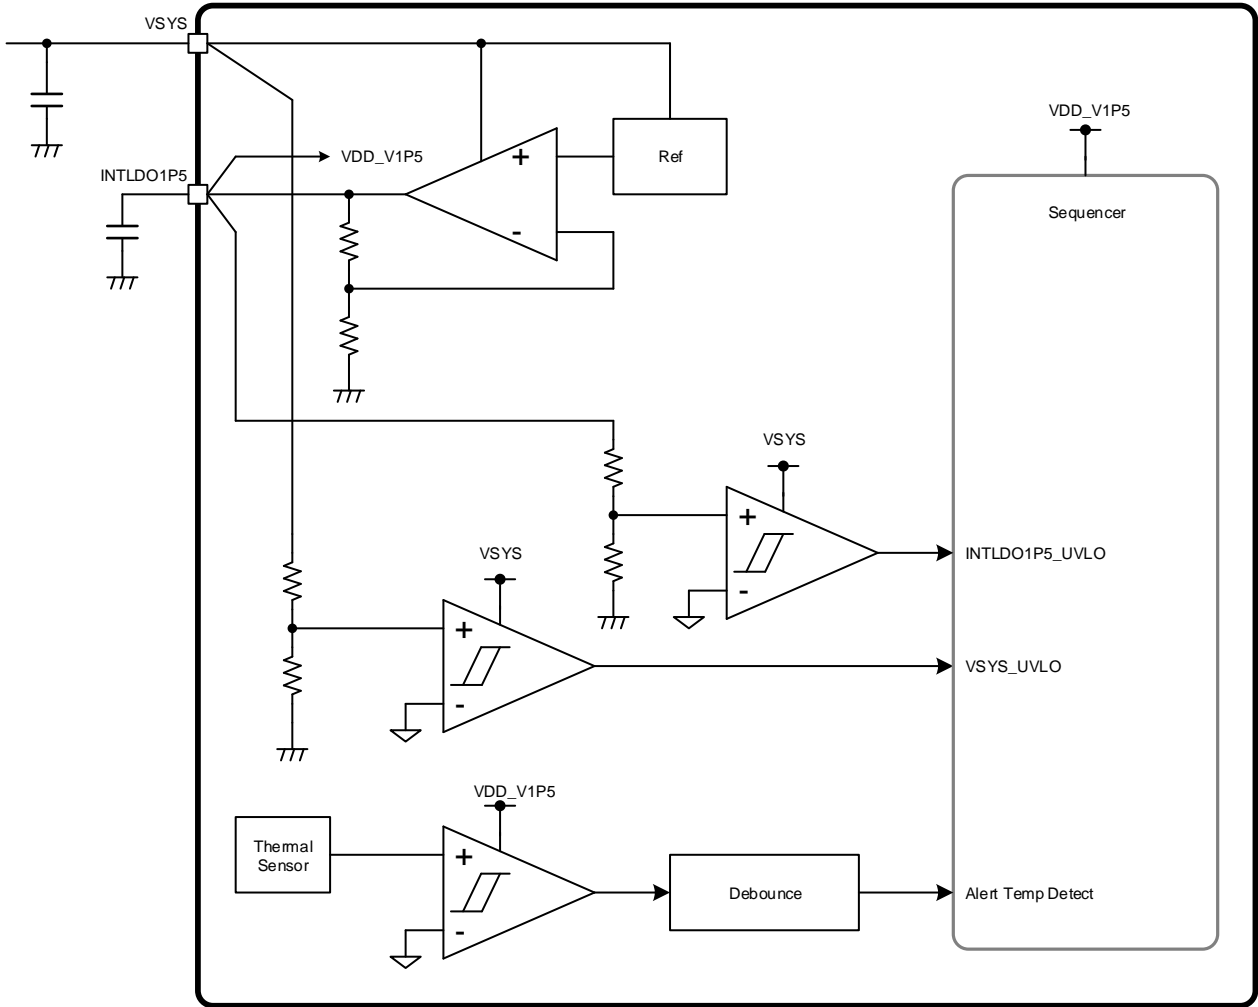 VSYS
VDD_V1P5
VDD_V1P5
+
Ref
INTLDO1P5
-
Sequencer
VSYS
+
VSYS
INTLDO1P5_UVLO
-
+
VSYS_UVLO
-
VDD_V1P5
Thermal
Sensor
+
Debounce
Alert Temp Detect
-